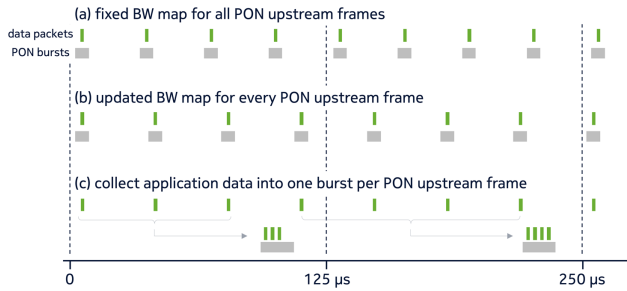 (a) fixed BW map for all PON upstream frames
data packets
PON bursts
(b) updated BW map for every PON upstream frame
(c) collect application data into one burst per PON upstream frame
0
125 µs
250 µs